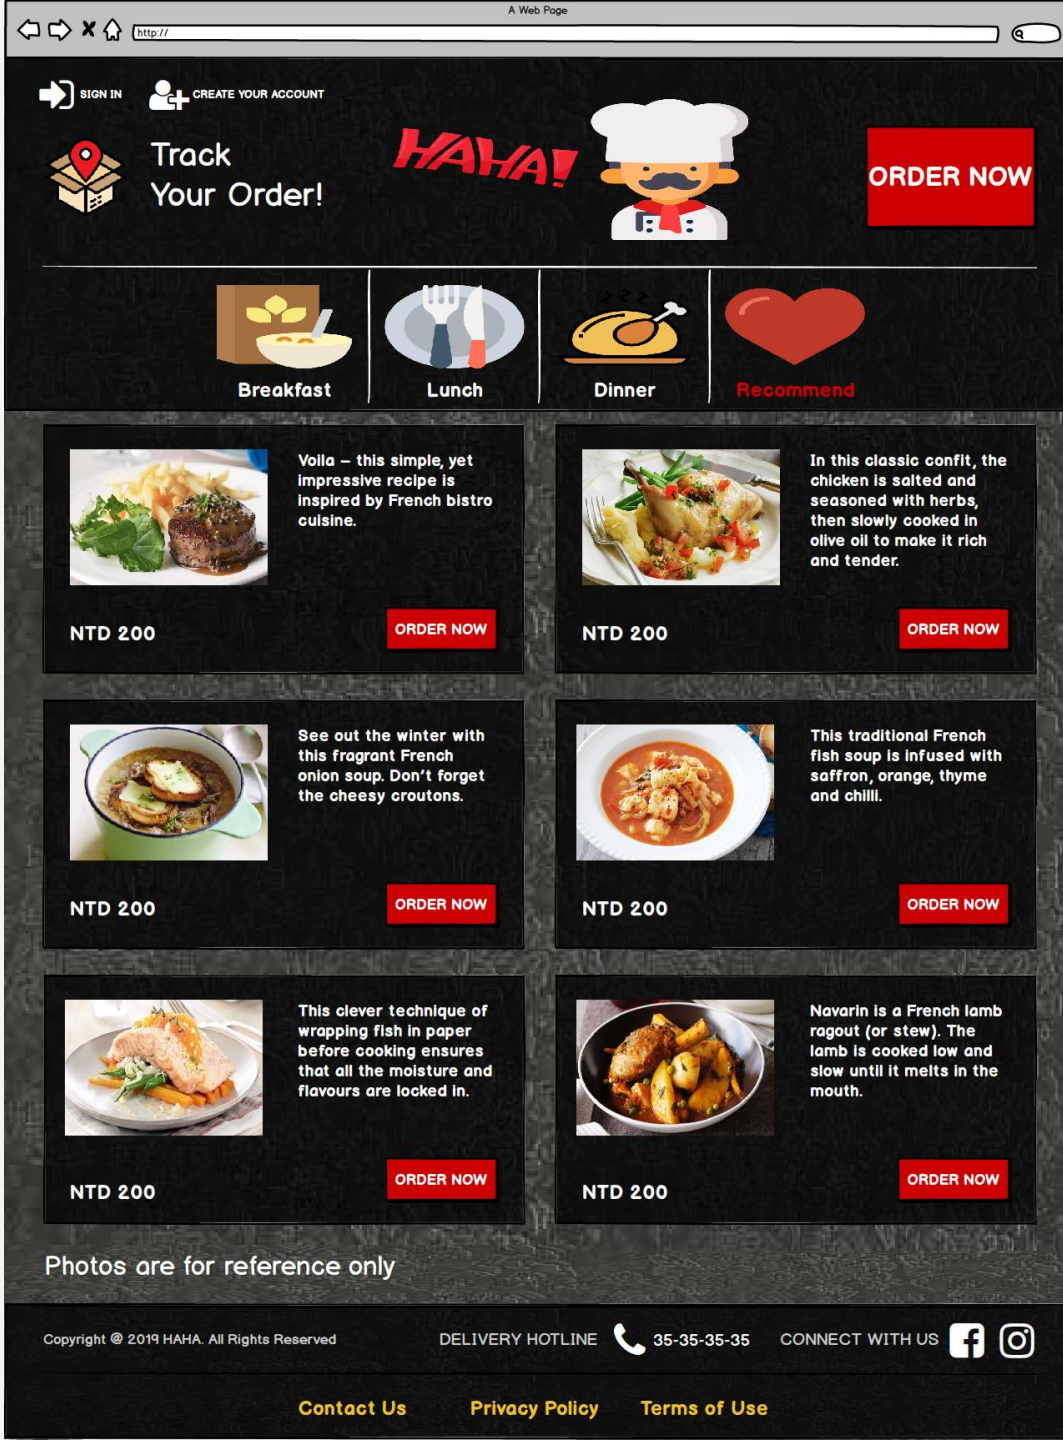 A Web Page
http://
SIGN IN
CREATE YOUR ACCOUNT
Track
Your Order!
HAHA!
ORDER NOW
Breakfast
Lunch
Dinner
Recommend
Voila – this simple, yet
impressive recipe is
inspired by French bistro
cuisine.
NTD 200
ORDER NOW
In this classic confit, the
chicken is salted and
seasoned with herbs,
then slowly cooked in
olive oil to make it rich
and tender.
NTD 200
ORDER NOW
See out the winter with
this fragrant French
onion soup. Don't forget
the cheesy croutons.
NTD 200
ORDER NOW
This traditional French
fish soup is infused with
saffron, orange, thyme
and chilli.
NTD 200
ORDER NOW
This clever technique of
wrapping fish in paper
before cooking ensures
that all the moisture and
flavours are locked in.
NTD 200
ORDER NOW
Navarin is a French lamb
ragout (or stew). The
lamb is cooked low and
slow until it melts in the
mouth.
NTD 200
ORDER NOW
Photos are for reference only
Copyright @ 2019 HAHA. All Rights Reserved
DELIVERY HOTLINE
35-35-35-35
CONNECT WITH US
Contact Us
Privacy Policy
Terms of Use